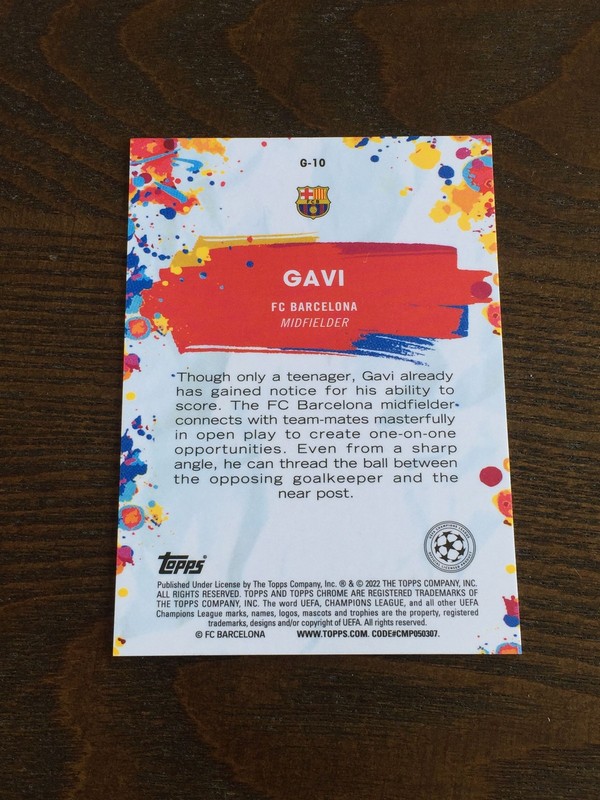 G-10
FCB
GAVI
FC BARCELONA
MIDFIELDER
Though only a teenager, Gavi already
has gained notice for his ability to
score. The FC Barcelona midfielder
connects with team-mates masterfully
in open play to create one-on-one
opportunities. Even from a sharp
angle, he can thread the ball between
the opposing goalkeeper and the
near post.
topps®
Published Under License by The Topps Company, Inc. ® & © 2022 THE TOPPS COMPANY, INC.
ALL RIGHTS RESERVED. TOPPS AND TOPPS CHROME ARE REGISTERED TRADEMARKS OF
THE TOPPS COMPANY, INC. The word UEFA, CHAMPIONS LEAGUE, and all other UEFA
Champions League marks, names, logos, mascots and trophies are the property, registered
trademarks, designs and/or copyright of UEFA. All rights reserved.
© FC BARCELONA WWW.TOPPS.COM. CODE#CMP050307.